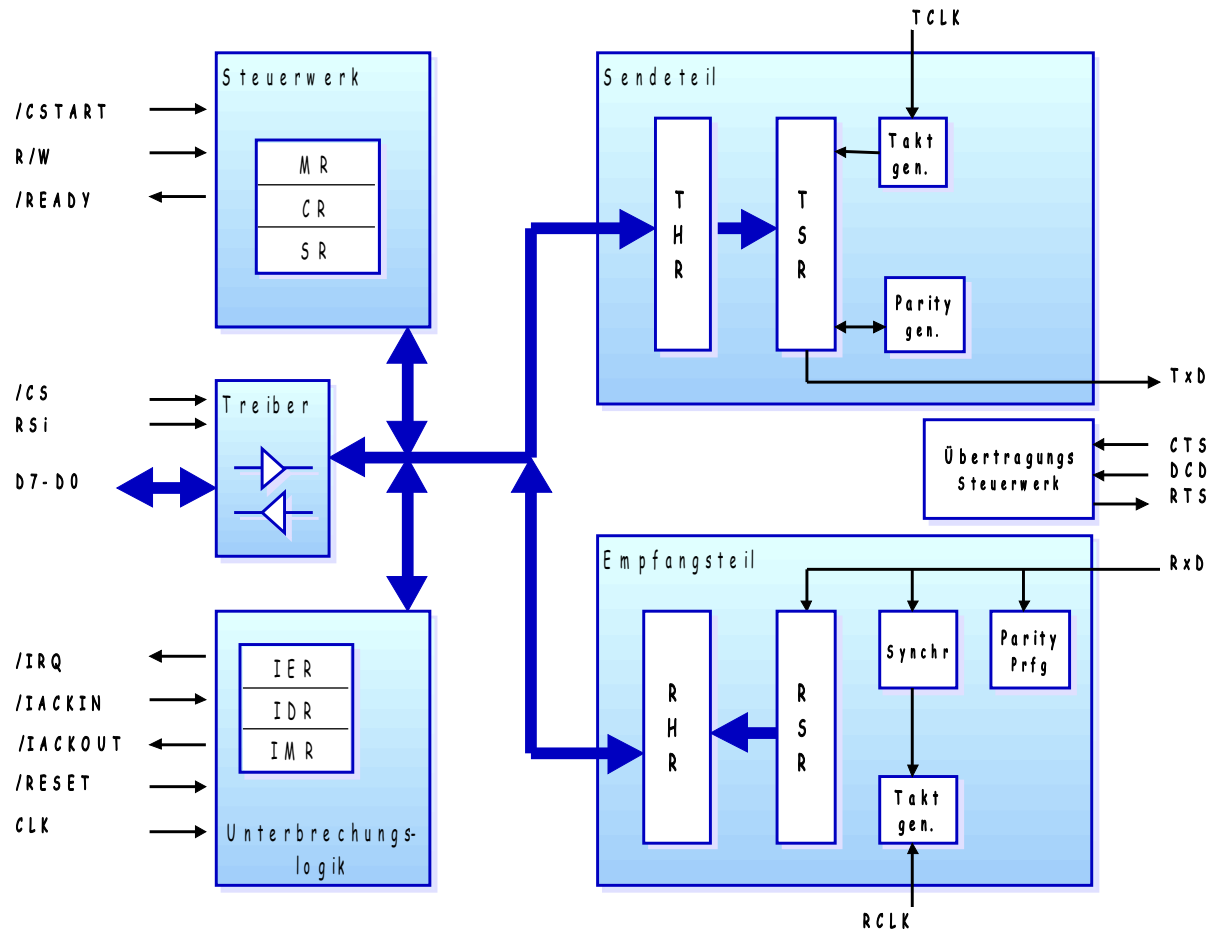 TCLK
Steuerwerk
/CSTART
R/W
/READY
MR
CR
SR
Sendeteil
THR
TSR
Takt
gen.
Parity
gen.
TxD
/CS
RSi
D7-D0
Treiber
Übertragungs
Steuerwerk
CTS
DCD
RTS
Empfangsteil
RxD
RHR
RSR
Synchr
Parity
Prfg
Takt
gen.
RCLK
/IRQ
/IACKIN
/IACKOUT
/RESET
CLK
IER
IDR
IMR
Unterbrechungs-
logik